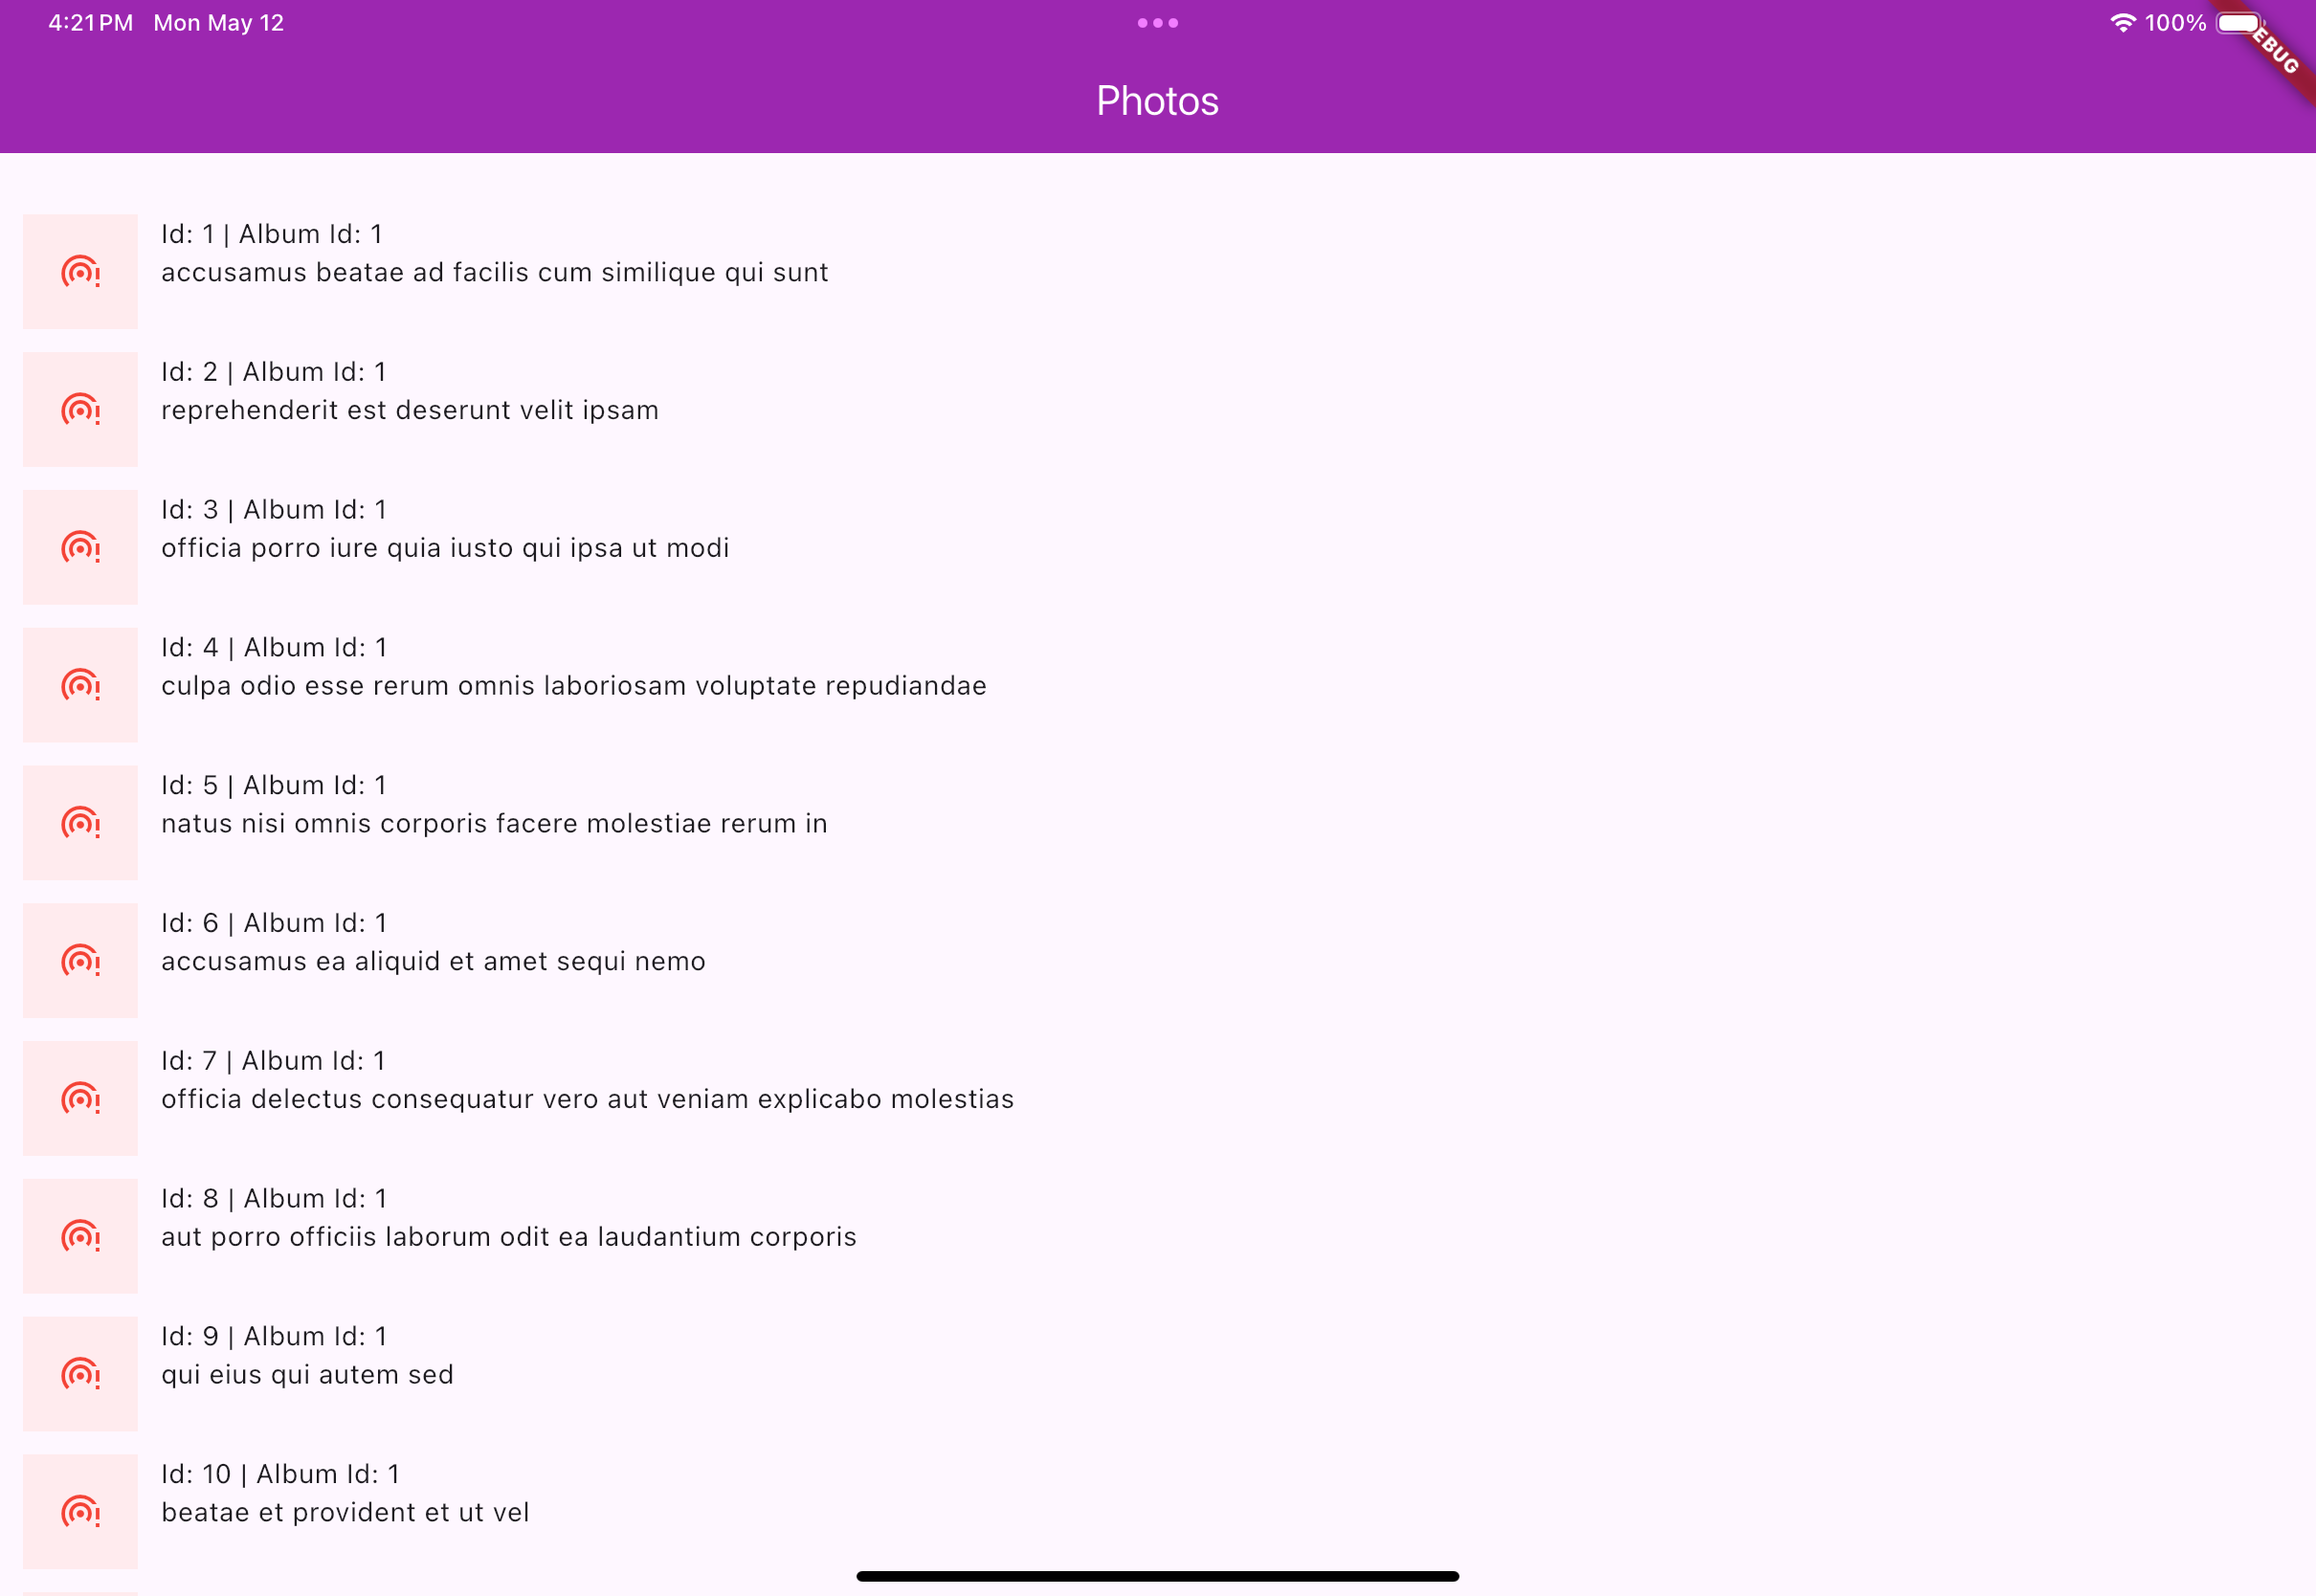 4:21 PM Mon May 12
100%
EBUG
Photos
Id: 1 | Album Id: 1
accusamus beatae ad facilis cum similique qui sunt
Id: 2 | Album Id: 1
reprehenderit est deserunt velit ipsam
Id: 3 | Album Id: 1
officia porro iure quia iusto qui ipsa ut modi
Id: 4 | Album Id: 1
culpa odio esse rerum omnis laboriosam voluptate repudiandae
Id: 5 | Album Id: 1
natus nisi omnis corporis facere molestiae rerum in
Id: 6 | Album Id: 1
accusamus ea aliquid et amet sequi nemo
Id: 7 | Album Id: 1
officia delectus consequatur vero aut veniam explicabo molestias
Id: 8 | Album Id: 1
aut porro officiis laborum odit ea laudantium corporis
Id: 9 | Album Id: 1
qui eius qui autem sed
Id: 10 | Album Id: 1
beatae et provident et ut vel